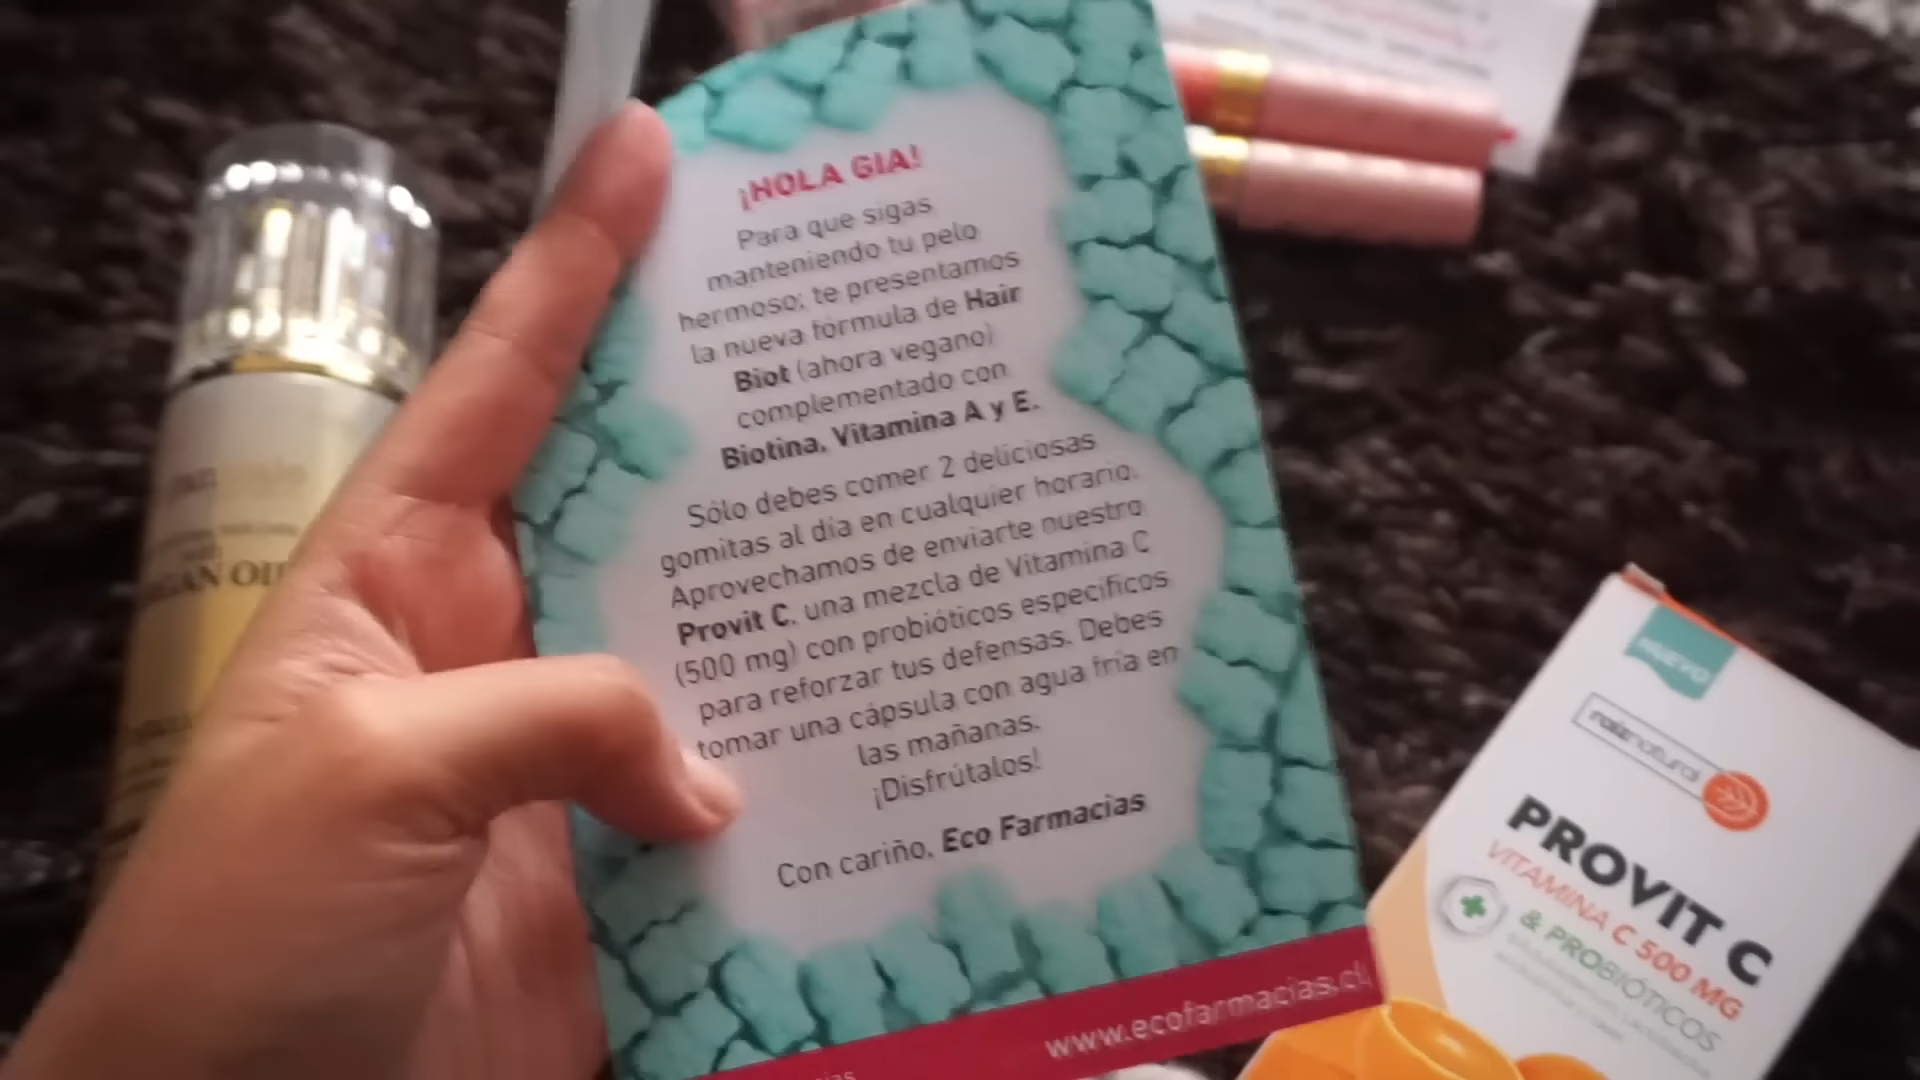 ¡HOLA GIA!
Para que sigas
manteniendo tu pelo
hermoso; te presentamos
la nueva fórmula de Hair
Biot (ahora vegano)
complementado con
Biotina, Vitamina A y E.
Sólo debes comer 2 deliciosas
gomitas al día en cualquier horario.
Aprovechamos de enviarte nuestro
Provit C, una mezcla de Vitamina C
(500 mg) con probióticos específicos
para reforzar tus defensas. Debes
tomar una cápsula con agua fría en
las mañanas.
¡Disfrútalos!
Con cariño, Eco Farmacias
www.ecofarmacias.cl
OIL
NUEVO
natural
PROVIT C
VITAMINA C 500 MG
& PROBIÓTICOS